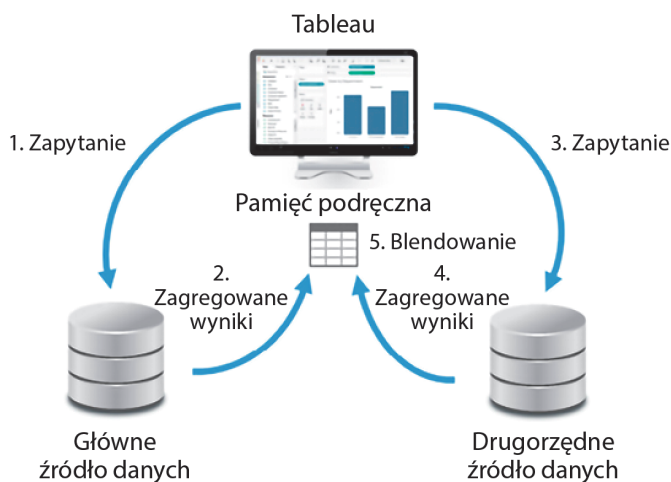 Tableau
1. Zapytanie
3. Zapytanie
Pamięć podręczna
5. Blendowanie
2.
Zagregowane
wyniki
4.
Zagregowane
wyniki
Główne
źródło danych
Drugorzędne
źródło danych